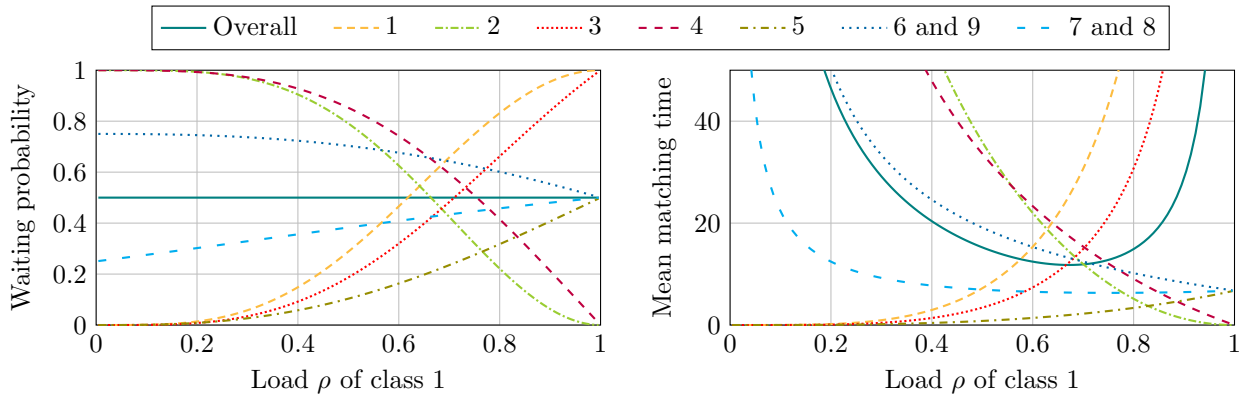 Overall 1 2 3 4 5 6 and 9 7 and 8
Waiting probability
1
0.8
0.6
0.4
0.2
0
0 0.2 0.4 0.6 0.8 1
Load ρ of class 1
Mean matching time
40
20
0
0 0.2 0.4 0.6 0.8 1
Load ρ of class 1